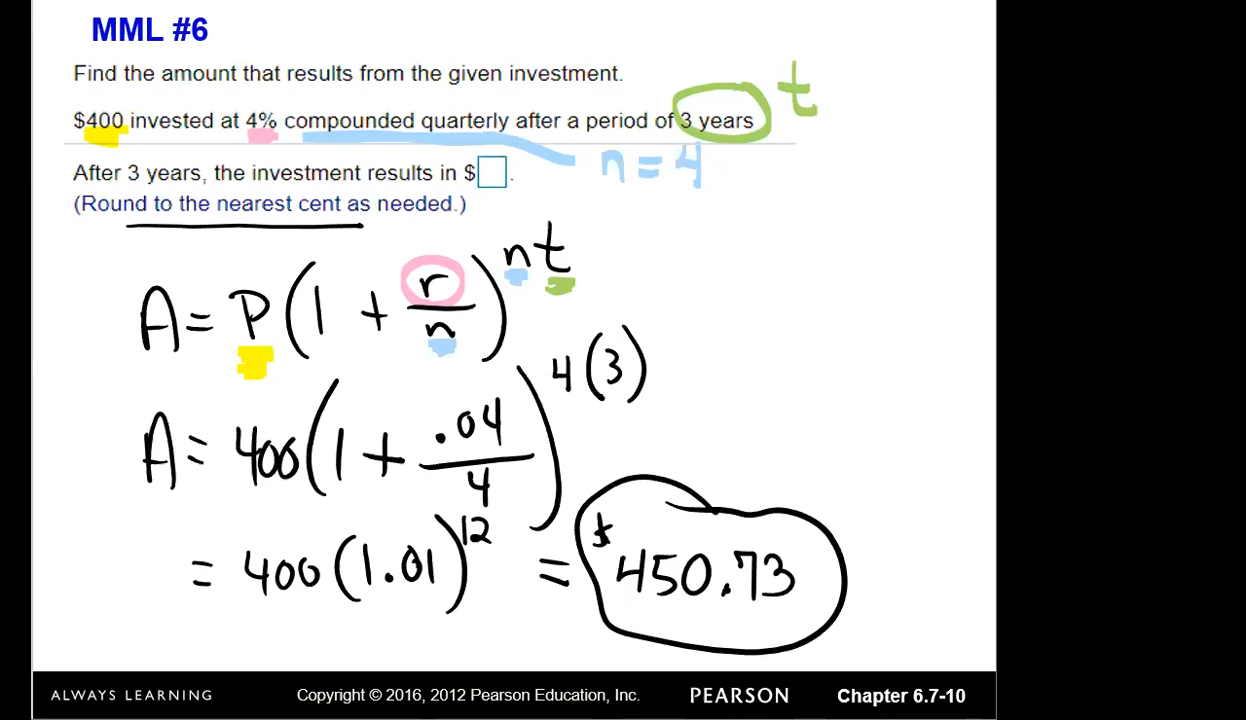 MML #6
Find the amount that results from the given investment.
$400 invested at 4% compounded quarterly after a period of 3 years
t
n = 4
After 3 years, the investment results in $ .
(Round to the nearest cent as needed.)
A = P(1 + r/n)^nt
A = 400(1 + .04/4)^4(3)
= 400(1.01)^12 = $450.73
ALWAYS LEARNING Copyright © 2016, 2012 Pearson Education, Inc. PEARSON Chapter 6.7-10